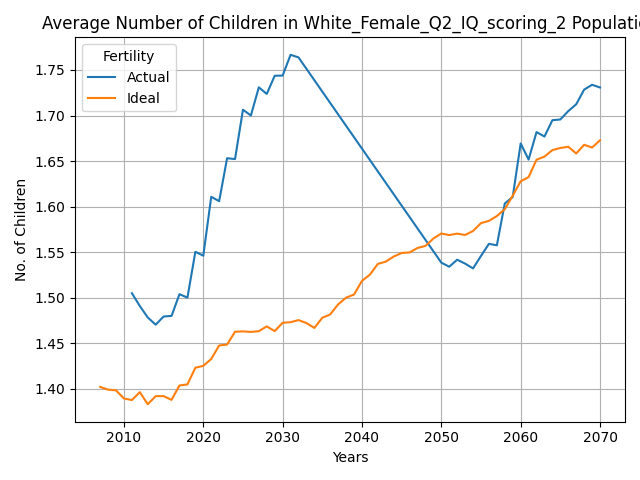 Average Number of Children in White_Female_Q2_IQ_scoring_2 Populatio
Fertility
Actual
Ideal
No. of Children
1.75
1.70
1.65
1.60
1.55
1.50
1.45
1.40
2010 2020 2030 2040 2050 2060 2070
Years